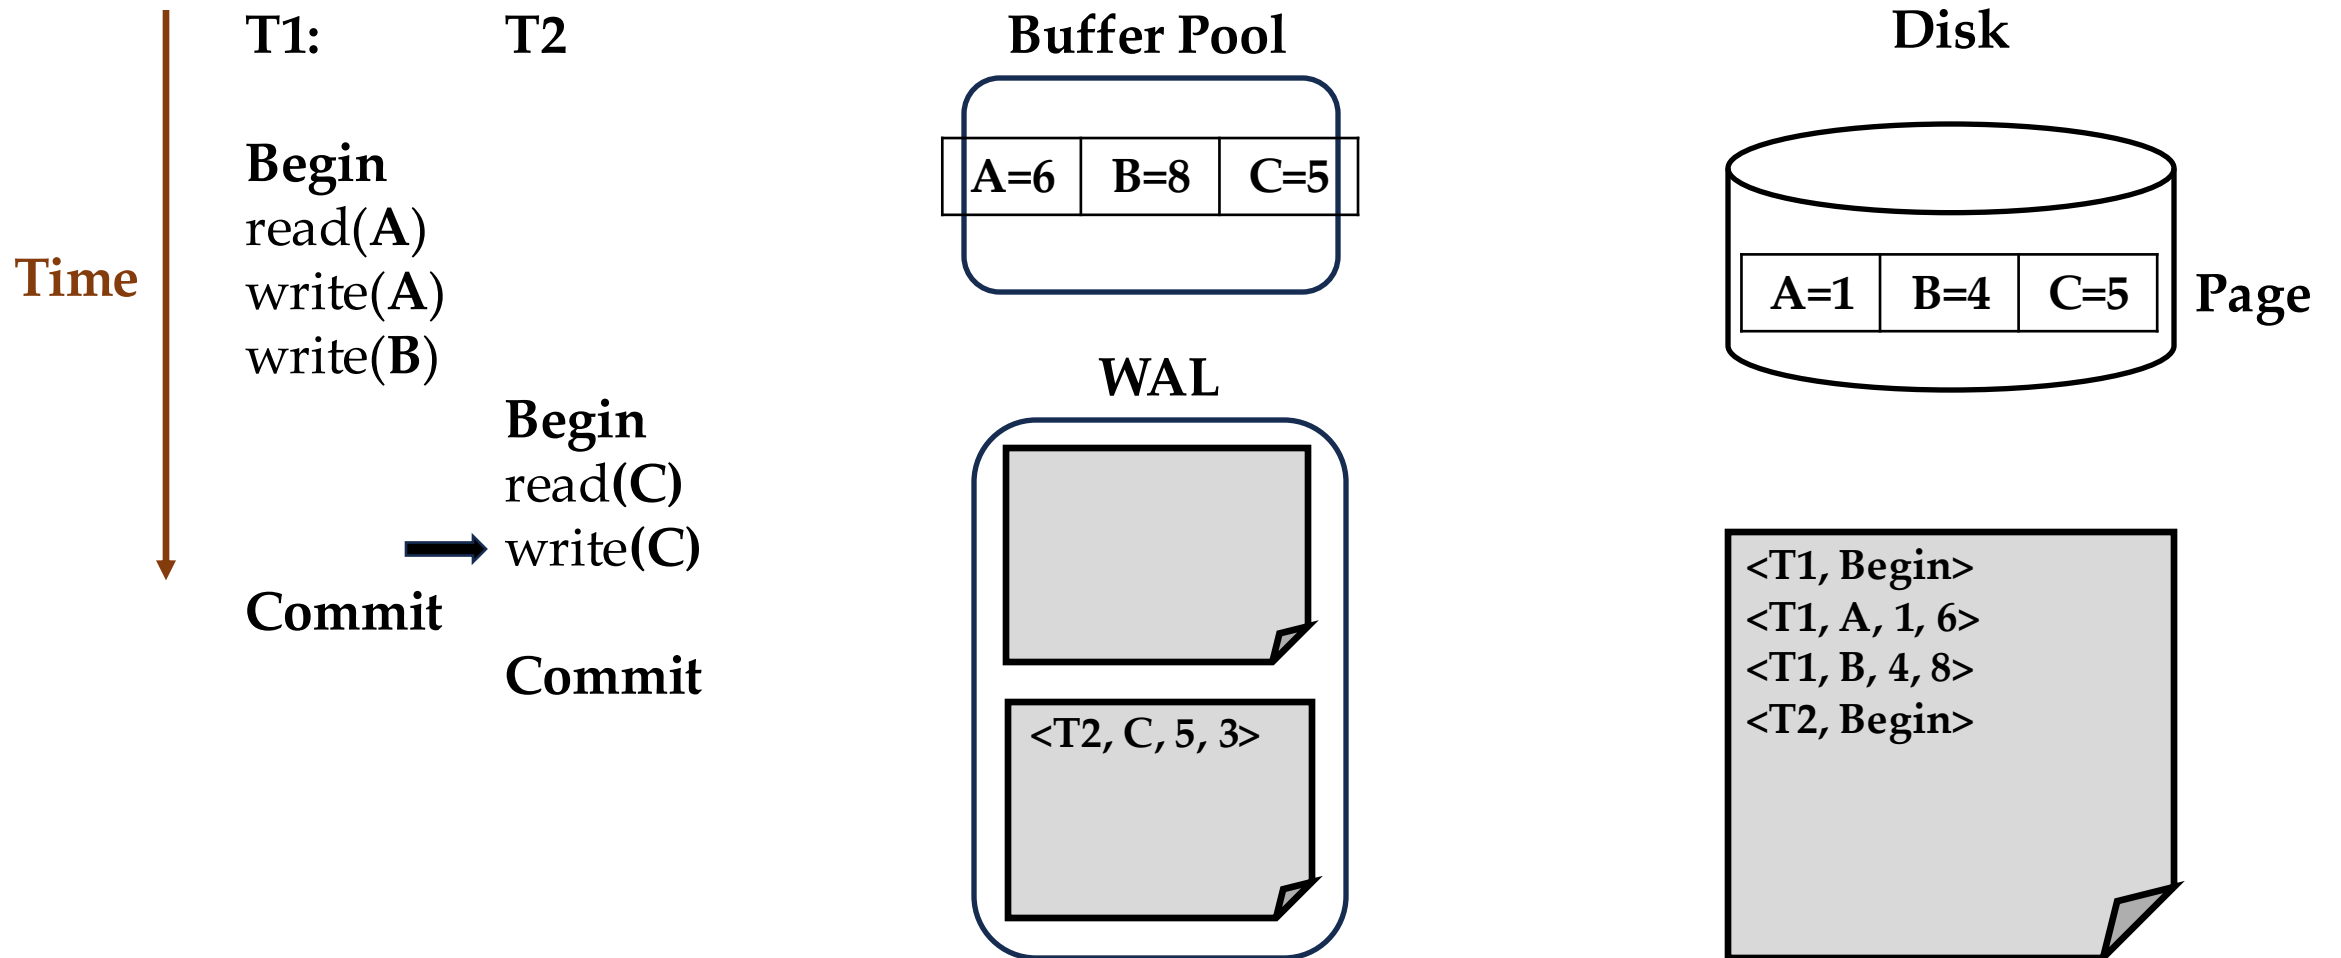 T1:
T2
Begin
read(A)
write(A)
write(B)
Begin
read(C)
write(C)
Commit
Commit
Time
Buffer Pool
A=6 B=8 C=5
WAL
<T2, C, 5, 3>
Disk
A=1 B=4 C=5
Page
<T1, Begin>
<T1, A, 1, 6>
<T1, B, 4, 8>
<T2, Begin>